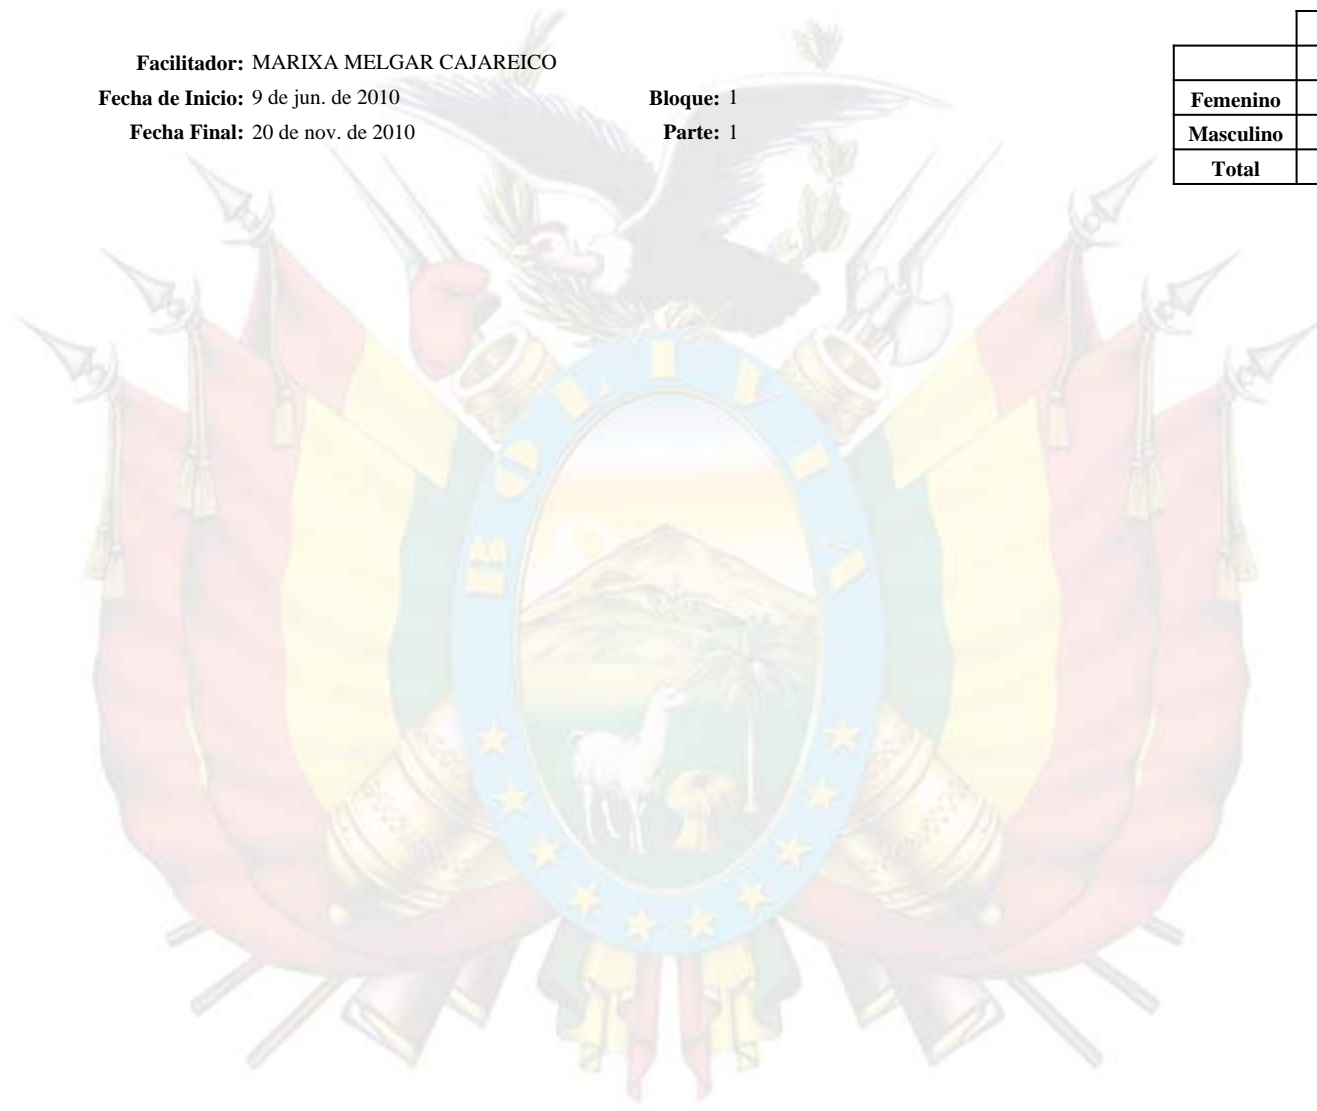 Facilitador: MARIXA MELGAR CAJAREICO
Fecha de Inicio: 9 de jun. de 2010 Bloque: 1
Fecha Final: 20 de nov. de 2010 Parte: 1
Femenino
Masculino
Total
BOLIVIA